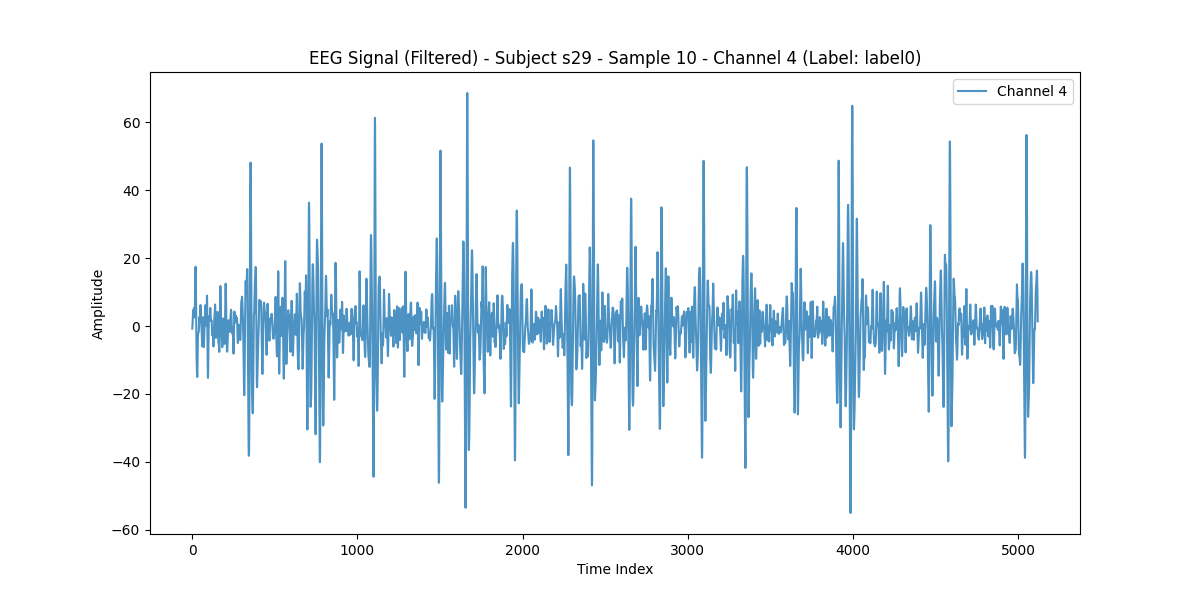 EEG Signal (Filtered) - Subject s29 - Sample 10 - Channel 4 (Label: label0)
Channel 4
60
40
20
0
−20
−40
−60
Amplitude
0 1000 2000 3000 4000 5000
Time Index